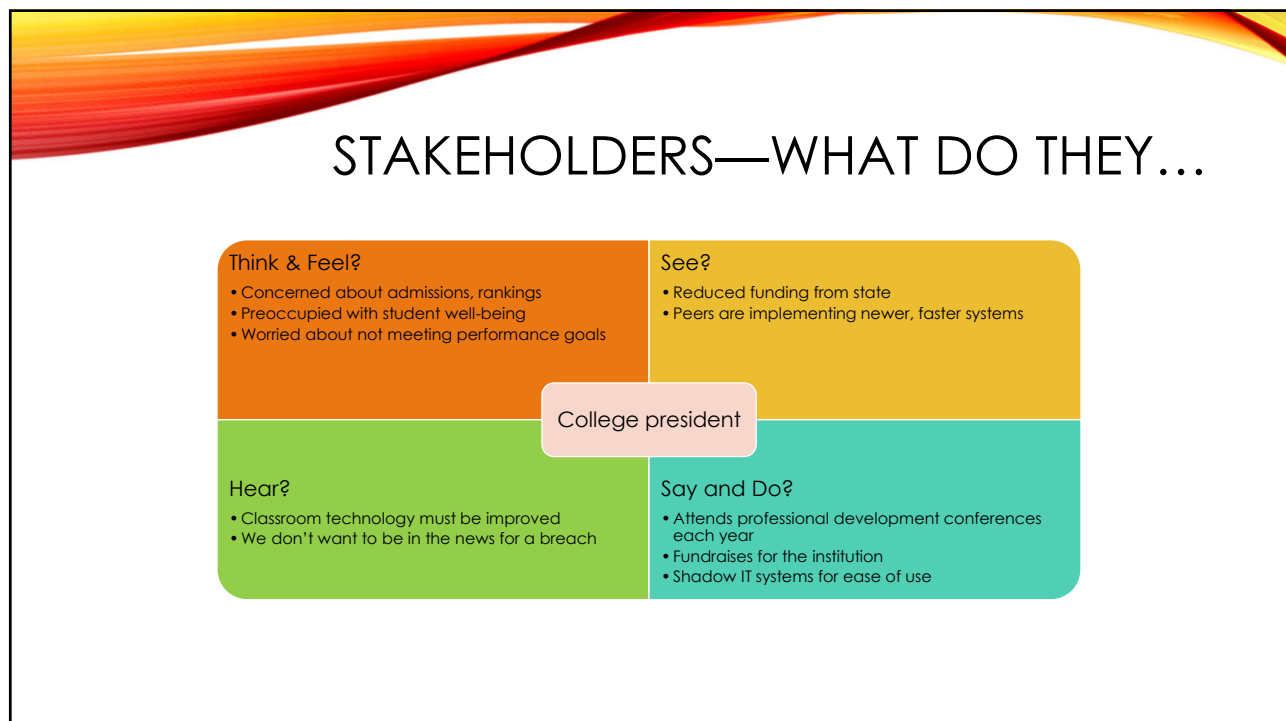 STAKEHOLDERS—WHAT DO THEY…
Think & Feel?
• Concerned about admissions, rankings
• Preoccupied with student well-being
• Worried about not meeting performance goals
See?
• Reduced funding from state
• Peers are implementing newer, faster systems
College president
Hear?
• Classroom technology must be improved
• We don’t want to be in the news for a breach
Say and Do?
• Attends professional development conferences
each year
• Fundraises for the institution
• Shadow IT systems for ease of use